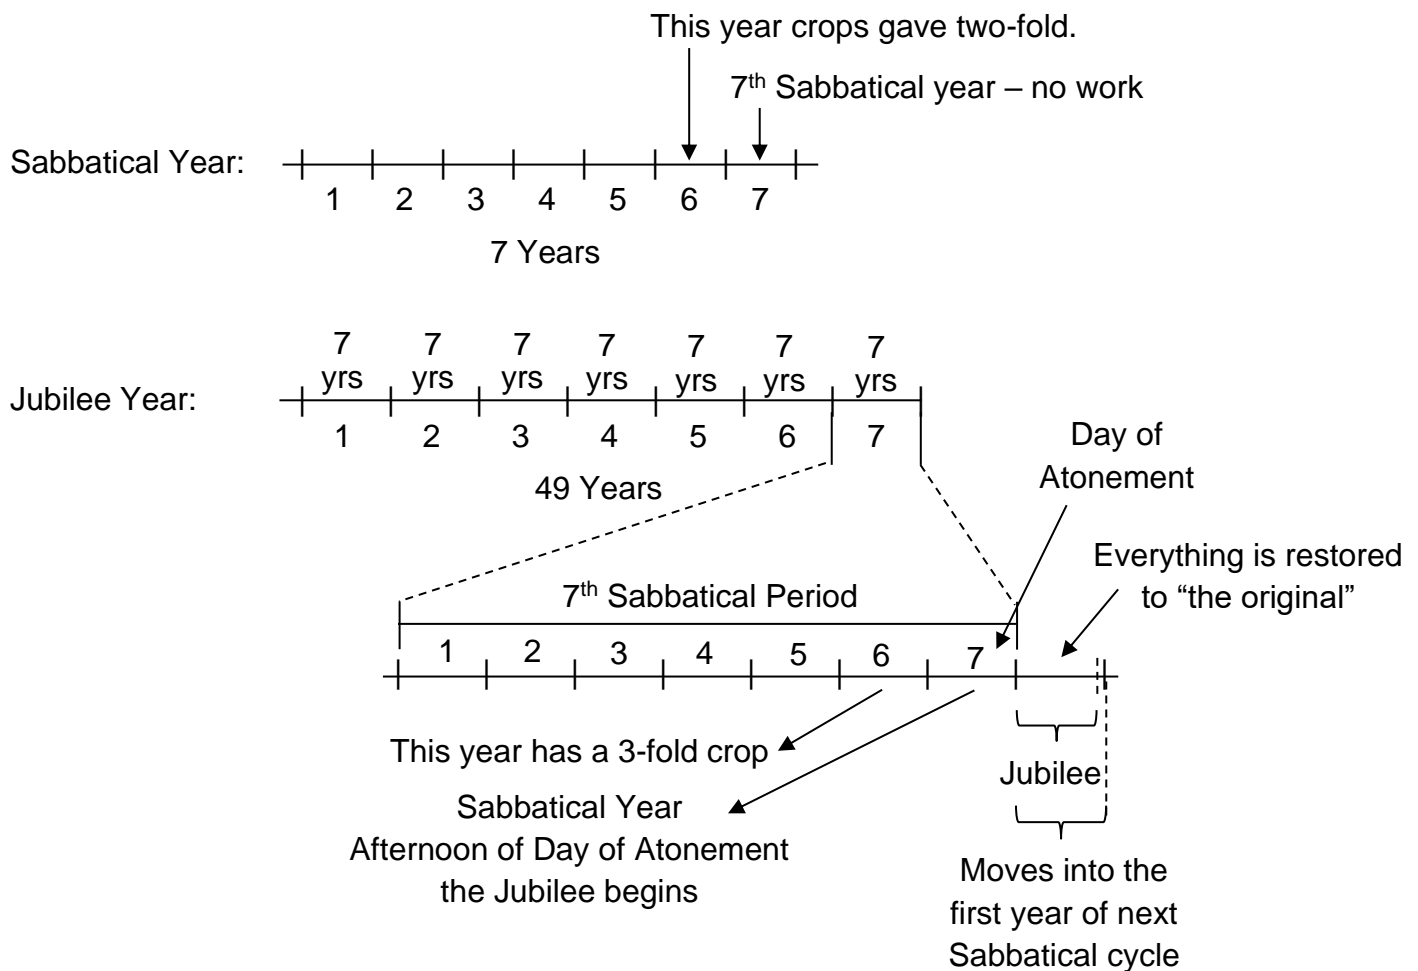 This year crops gave two-fold.
7th Sabbatical year – no work
Sabbatical Year:
1 2 3 4 5 6 7
7 Years
7 7 7 7 7 7 7
yrs yrs yrs yrs yrs yrs yrs
Jubilee Year:
1 2 3 4 5 6 7
49 Years
Day of
Atonement
Everything is restored
to “the original”
7th Sabbatical Period
1 2 3 4 5 6 7
This year has a 3-fold crop
Sabbatical Year
Afternoon of Day of Atonement
the Jubilee begins
Jubilee
Moves into the
first year of next
Sabbatical cycle